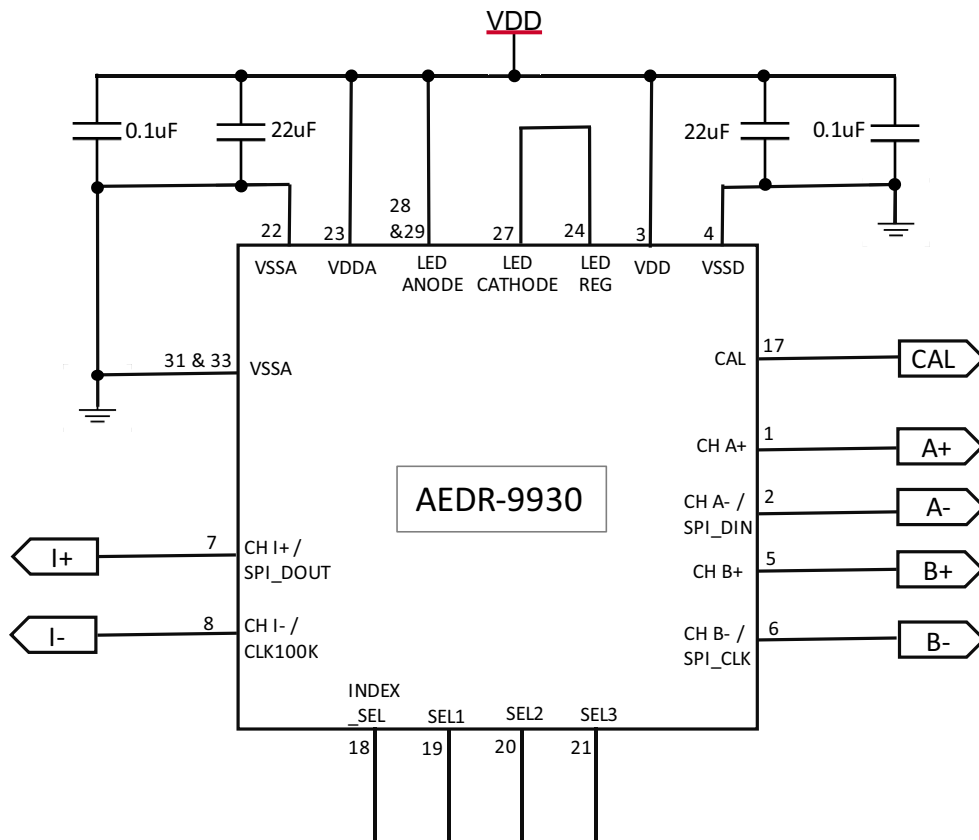 VDD
0.1uF
22uF
22uF
0.1uF
22
23
28
&29
27
24
3
4
VSSA
VDDA
LED
ANODE
LED
CATHODE
LED
REG
VDD
VSSD
31 & 33
VSSA
CAL
17
CAL
CH A+
1
A+
AEDR-9930
CH A- /
SPI_DIN
2
A-
I+
7
CH I+ /
SPI_DOUT
CH B+
5
B+
I-
8
CH I- /
CLK100K
CH B- /
SPI_CLK
6
B-
INDEX
_SEL
SEL1
SEL2
SEL3
18
19
20
21